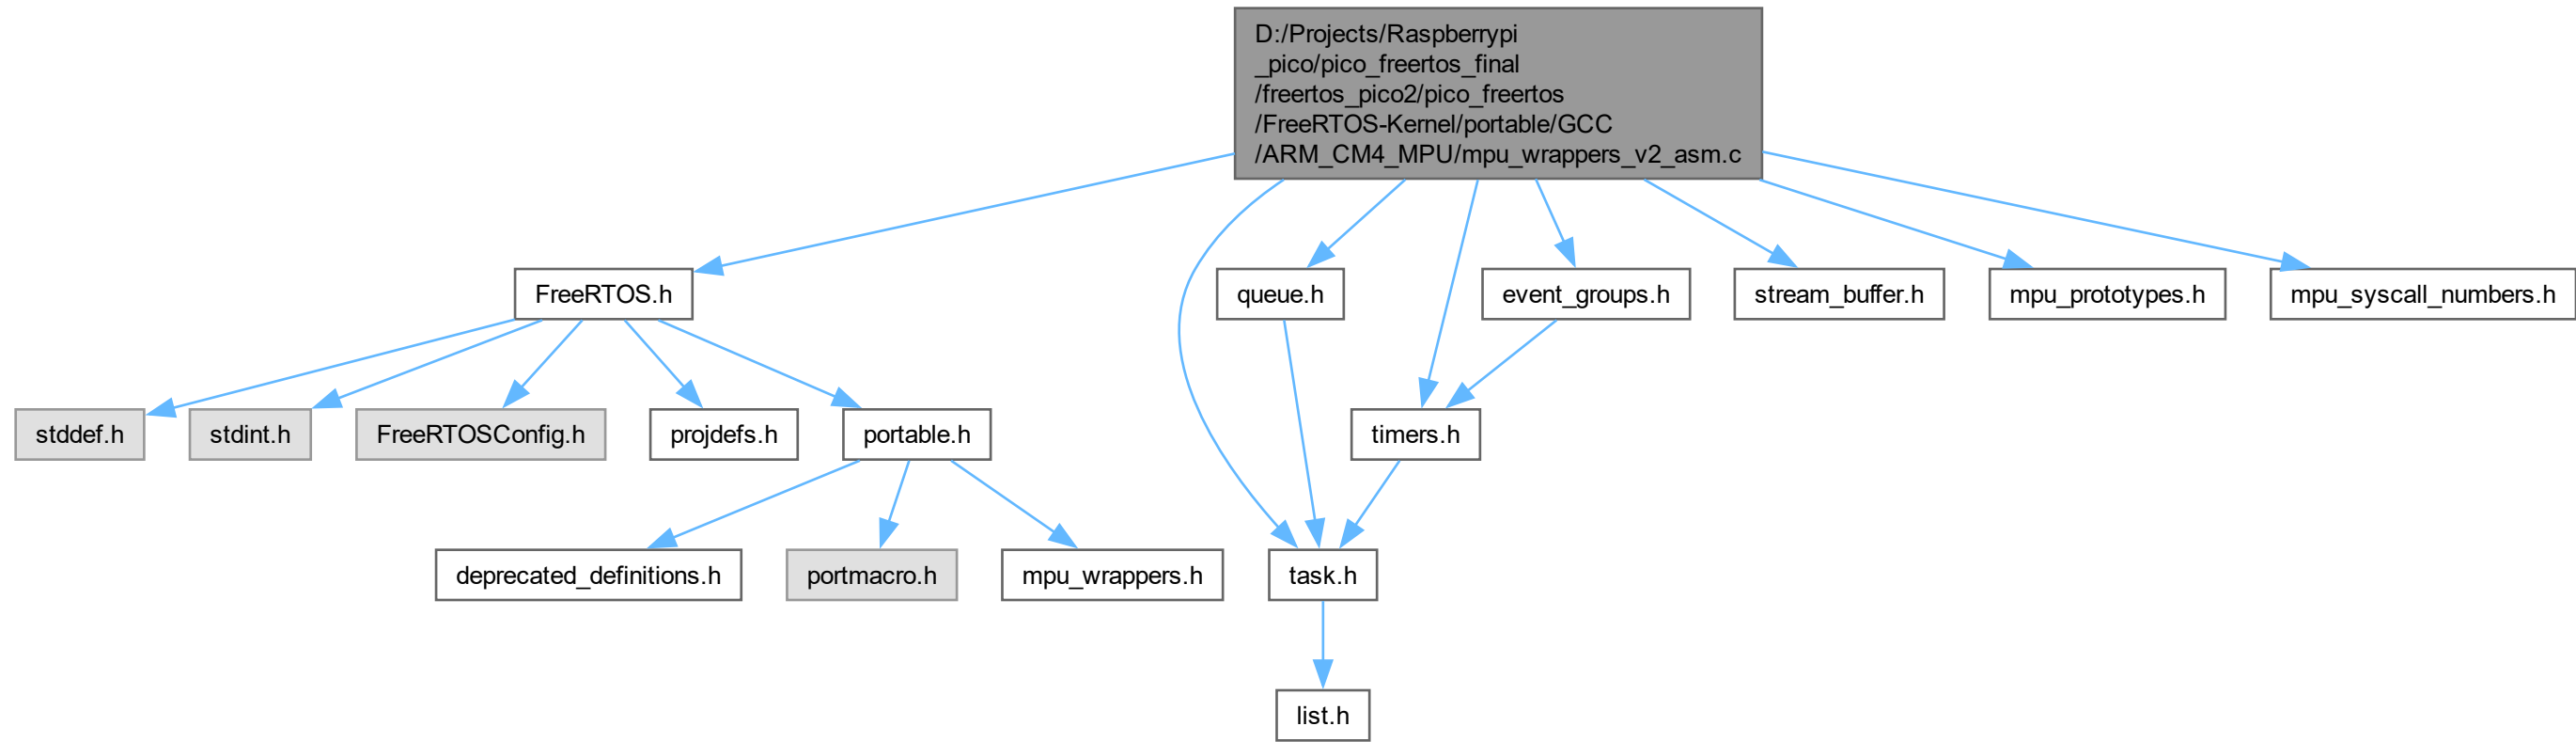 D:/Projects/Raspberrypi
_pico/pico_freertos_final
/freertos_pico2/pico_freertos
/FreeRTOS-Kernel/portable/GCC
/ARM_CM4_MPU/mpu_wrappers_v2_asm.c
FreeRTOS.h
queue.h
event_groups.h
stream_buffer.h
mpu_prototypes.h
mpu_syscall_numbers.h
stddef.h
stdint.h
FreeRTOSConfig.h
projdefs.h
portable.h
timers.h
deprecated_definitions.h
portmacro.h
mpu_wrappers.h
task.h
list.h